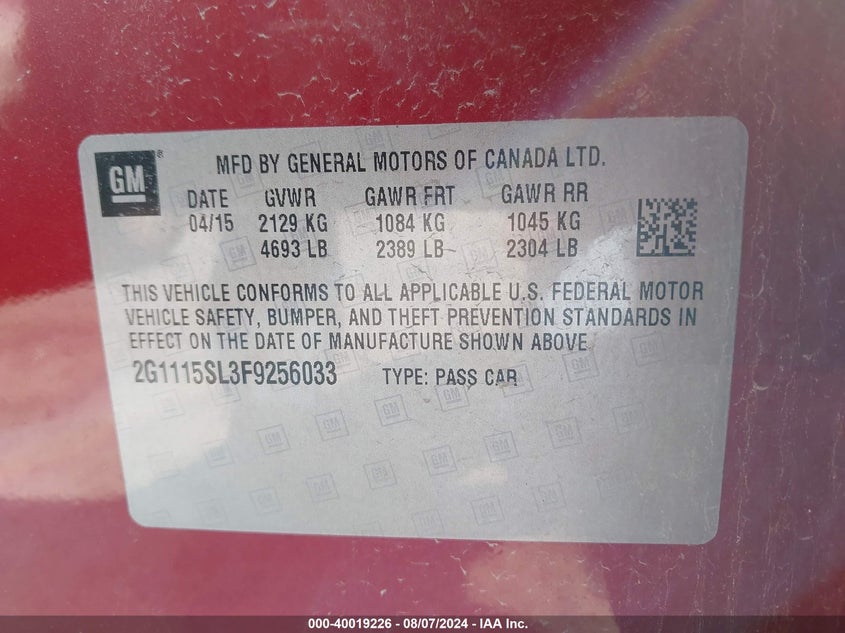 GM ®
MFD BY GENERAL MOTORS OF CANADA LTD.
DATE GVWR GAWR FRT GAWR RR
04/15 2129 KG 1084 KG 1045 KG
4693 LB 2389 LB 2304 LB
THIS VEHICLE CONFORMS TO ALL APPLICABLE U.S. FEDERAL MOTOR
VEHICLE SAFETY, BUMPER, AND THEFT PREVENTION STANDARDS IN
EFFECT ON THE DATE OF MANUFACTURE SHOWN ABOVE.
2G1115SL3F9256033 TYPE: PASS CAR
000-40019226 - 08/07/2024 - IAA Inc.